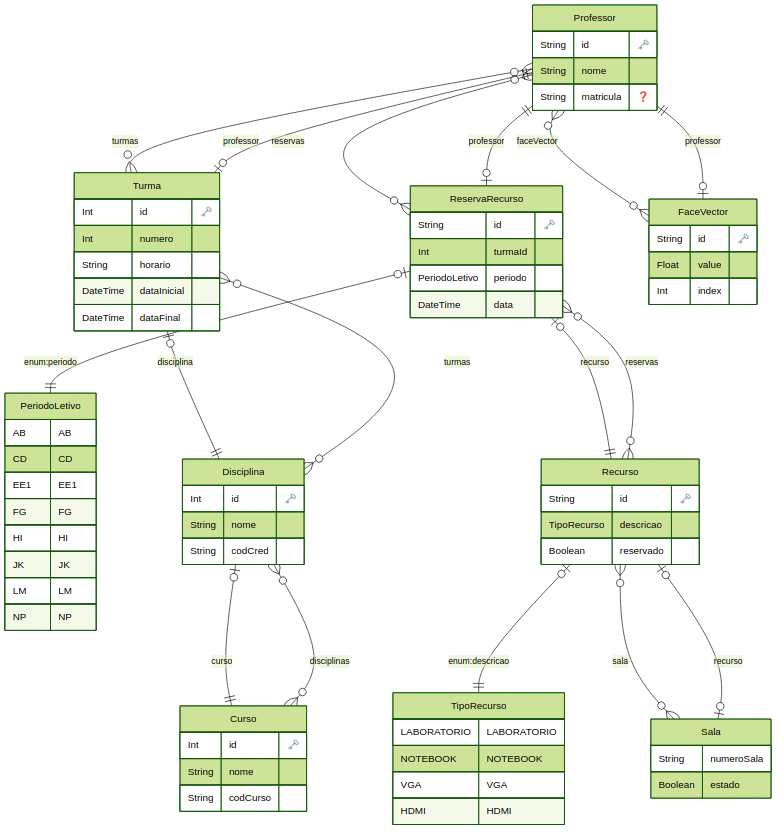 Professor
String id
String nome
String matricula ❓
turmas
professor
reservas
professor
faceVector
professor
Turma
Int id
Int numero
String horario
DateTime dataInicial
DateTime dataFinal
ReservaRecurso
String id
Int turmaId
PeriodoLetivo periodo
DateTime data
FaceVector
String id
Float value
Int index
enum:periodo
disciplina
turmas
recurso
reservas
PeriodoLetivo
AB AB
CD CD
EE1 EE1
FG FG
HI HI
JK JK
LM LM
NP NP
Disciplina
Int id
String nome
String codCred
Recurso
String id
TipoRecurso descricao
Boolean reservado
curso
disciplinas
enum:descricao
sala
recurso
Curso
Int id
String nome
String codCurso
TipoRecurso
LABORATORIO LABORATORIO
NOTEBOOK NOTEBOOK
VGA VGA
HDMI HDMI
Sala
String numeroSala
Boolean estado